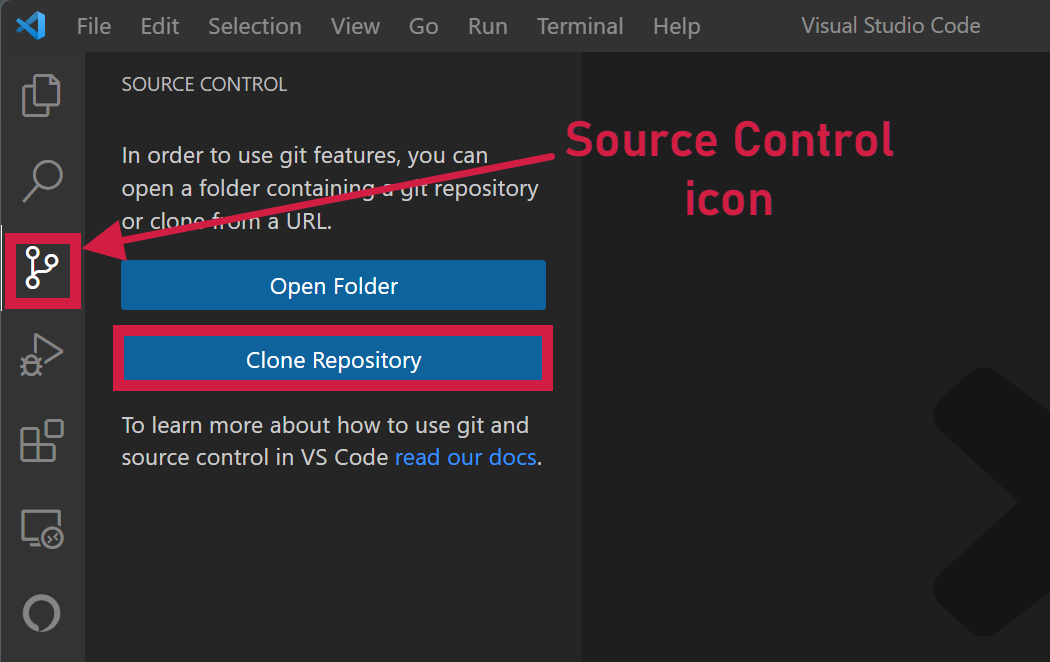 File Edit Selection View Go Run Terminal Help Visual Studio Code
SOURCE CONTROL
In order to use git features, you can
open a folder containing a git repository
or clone from a URL.
Open Folder
Clone Repository
To learn more about how to use git and
source control in VS Code read our docs.
Source Control
icon